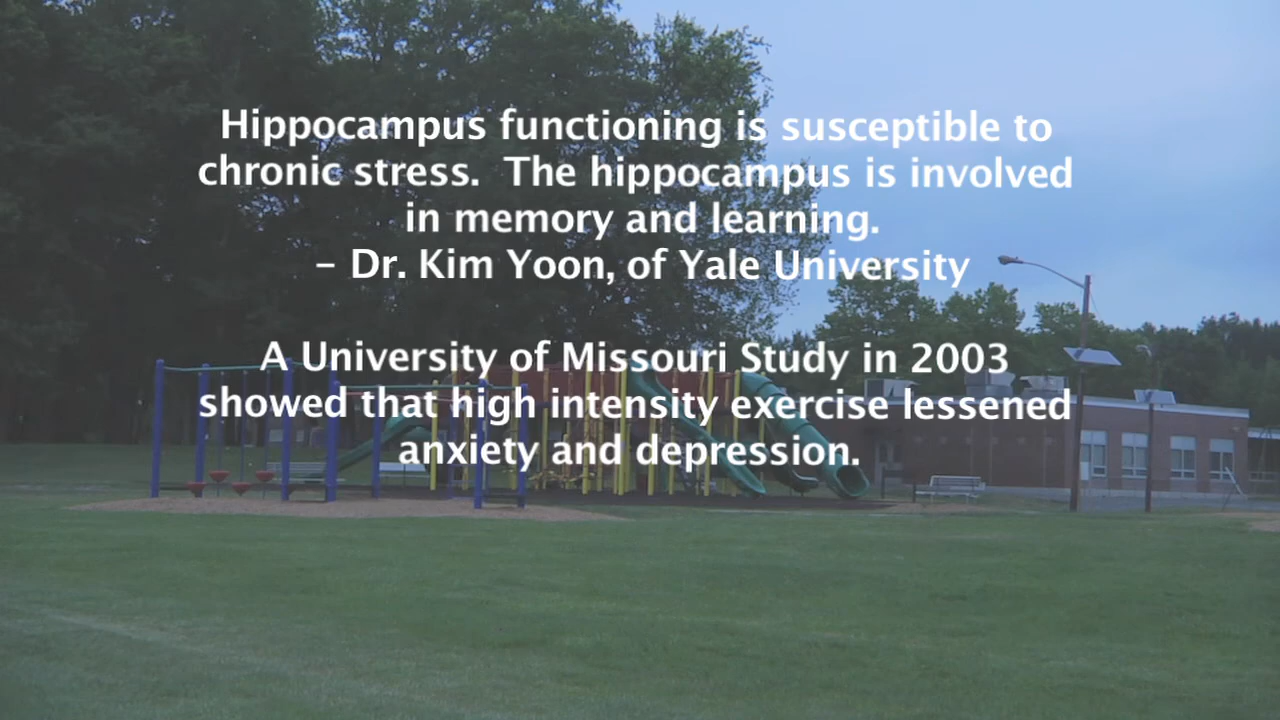 Hippocampus functioning is susceptible to
chronic stress.  The hippocampus is involved
in memory and learning.
– Dr. Kim Yoon, of Yale University
A University of Missouri Study in 2003
showed that high intensity exercise lessened
anxiety and depression.